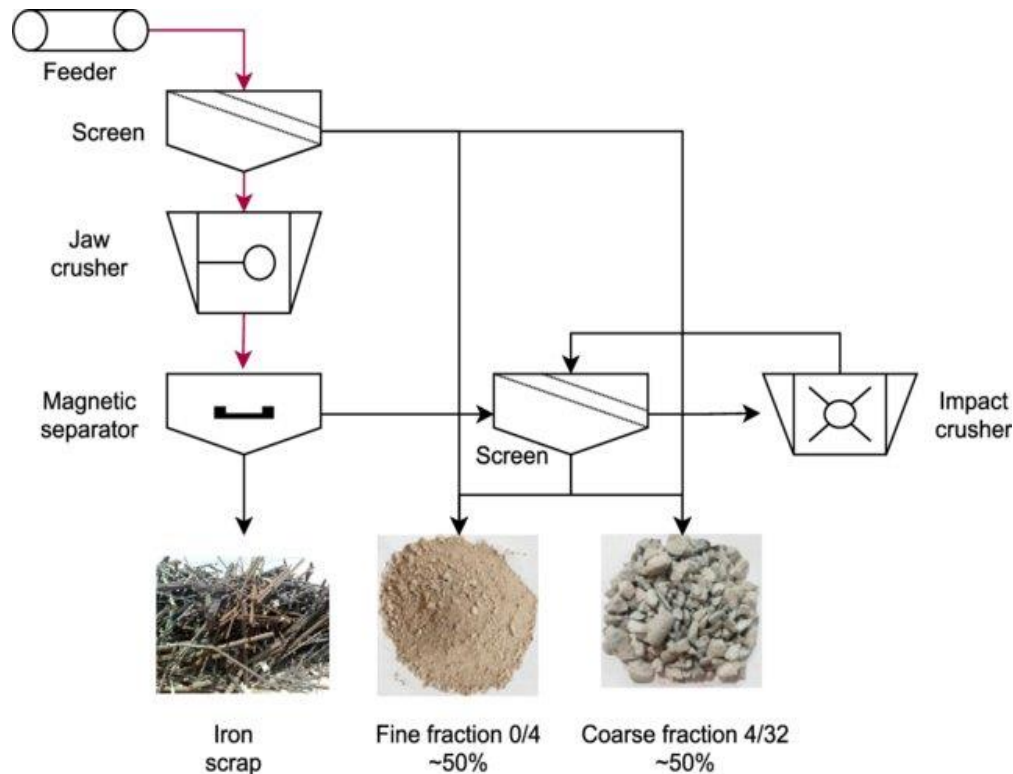 Feeder
Screen
Jaw
crusher
Magnetic
separator
Screen
Impact
crusher
Iron
scrap
Fine fraction 0/4
~50%
Coarse fraction 4/32
~50%